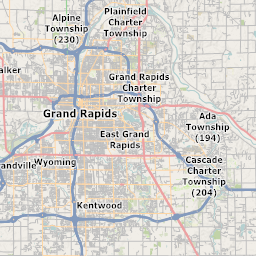 Alpine
Township
(230)
Plainfield
Charter
Township
alker
Grand Rapids
Charter
Township
Grand Rapids
Ada
Township
(194)
East Grand
Rapids
Wyoming
andville
Cascade
Charter
Township
(204)
Kentwood